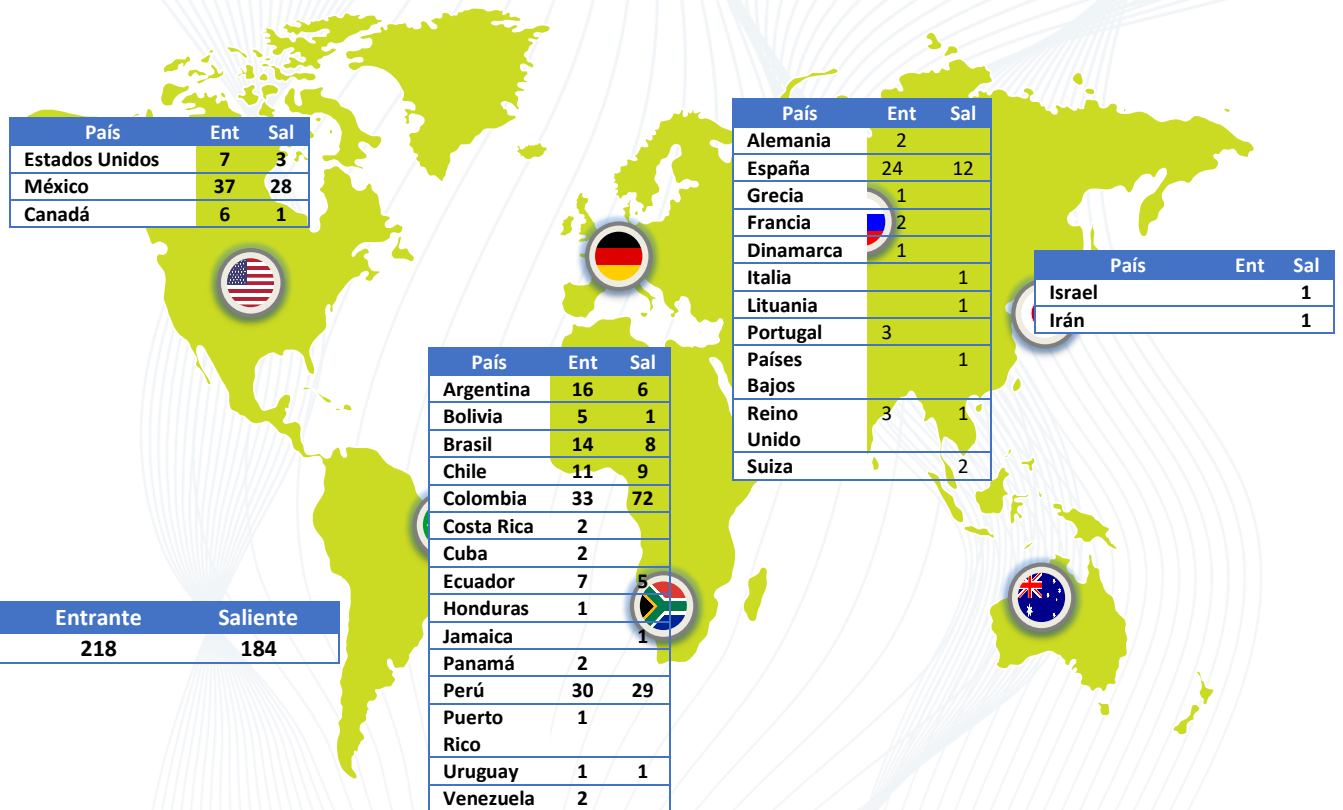 País Ent Sal
Estados Unidos 7 3
México 37 28
Canadá 6 1
País Ent Sal
Alemania 2
España 24 12
Grecia 1
Francia 2
Dinamarca 1
Italia 1
Lituania 1
Portugal 3
Países 1
Bajos
Reino 3 1
Unido
Suiza 2
País Ent Sal
Israel 1
Irán 1
País Ent Sal
Argentina 16 6
Bolivia 5 1
Brasil 14 8
Chile 11 9
Colombia 33 72
Costa Rica 2
Cuba 2
Ecuador 7 5
Honduras 1
Jamaica 1
Panamá 2
Perú 30 29
Puerto 1
Rico
Uruguay 1 1
Venezuela 2
Entrante Saliente
218 184